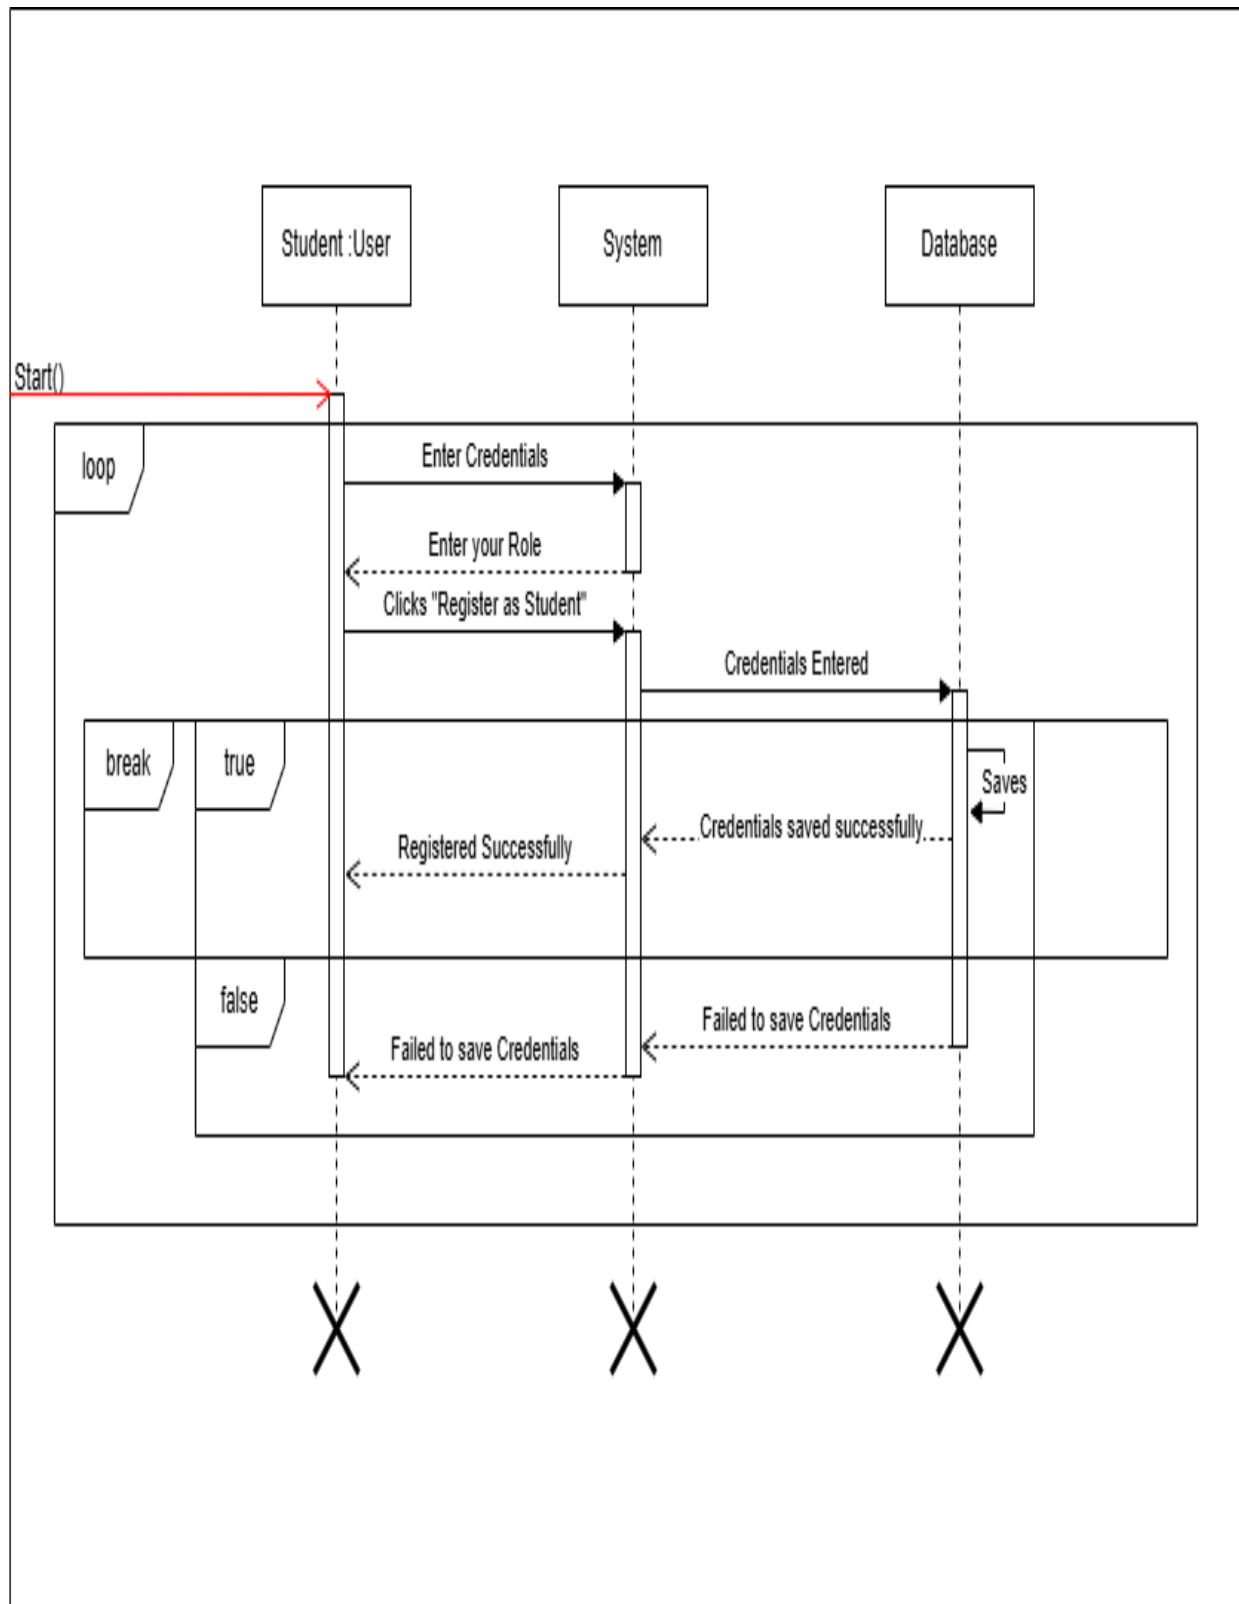 Student :User
System
Database
Start()
loop
Enter Credentials
Enter your Role
Clicks "Register as Student"
Credentials Entered
break
true
Saves
Credentials saved successfully
Registered Successfully
false
Failed to save Credentials
Failed to save Credentials